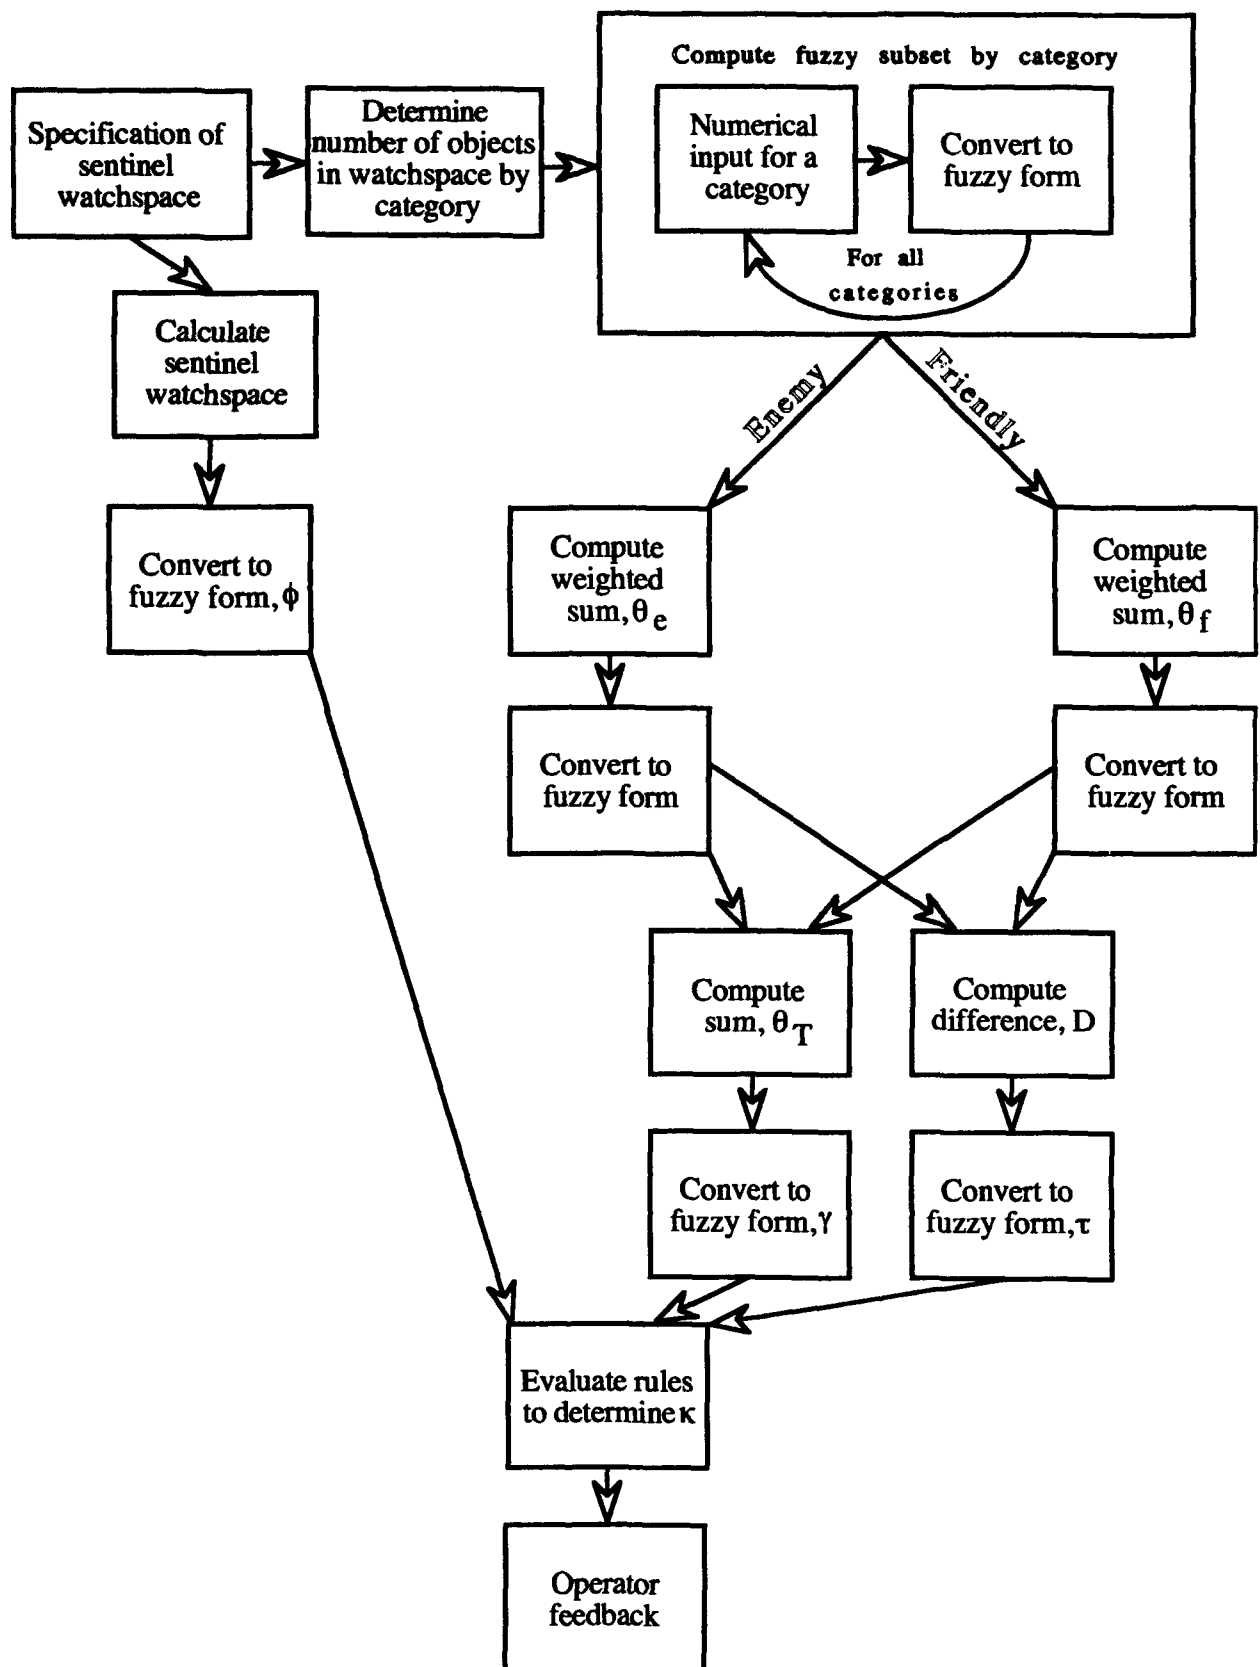 Compute fuzzy subset by category
Specification of
sentinel
watchspace
Determine
number of objects
in watchspace by
category
Numerical
input for a
category
Convert to
fuzzy form
For all
categories
Calculate
sentinel
watchspace
Enemy
Friendly
Convert to
fuzzy form, ϕ
Compute
weighted
sum, θe
Compute
weighted
sum, θf
Convert to
fuzzy form
Convert to
fuzzy form
Compute
sum, θT
Compute
difference, D
Convert to
fuzzy form, γ
Convert to
fuzzy form, τ
Evaluate rules
to determine κ
Operator
feedback